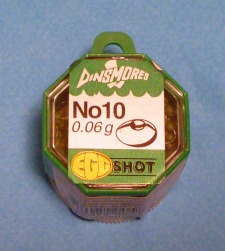 DINSMORES
No10
0.06g
EGG SHOT